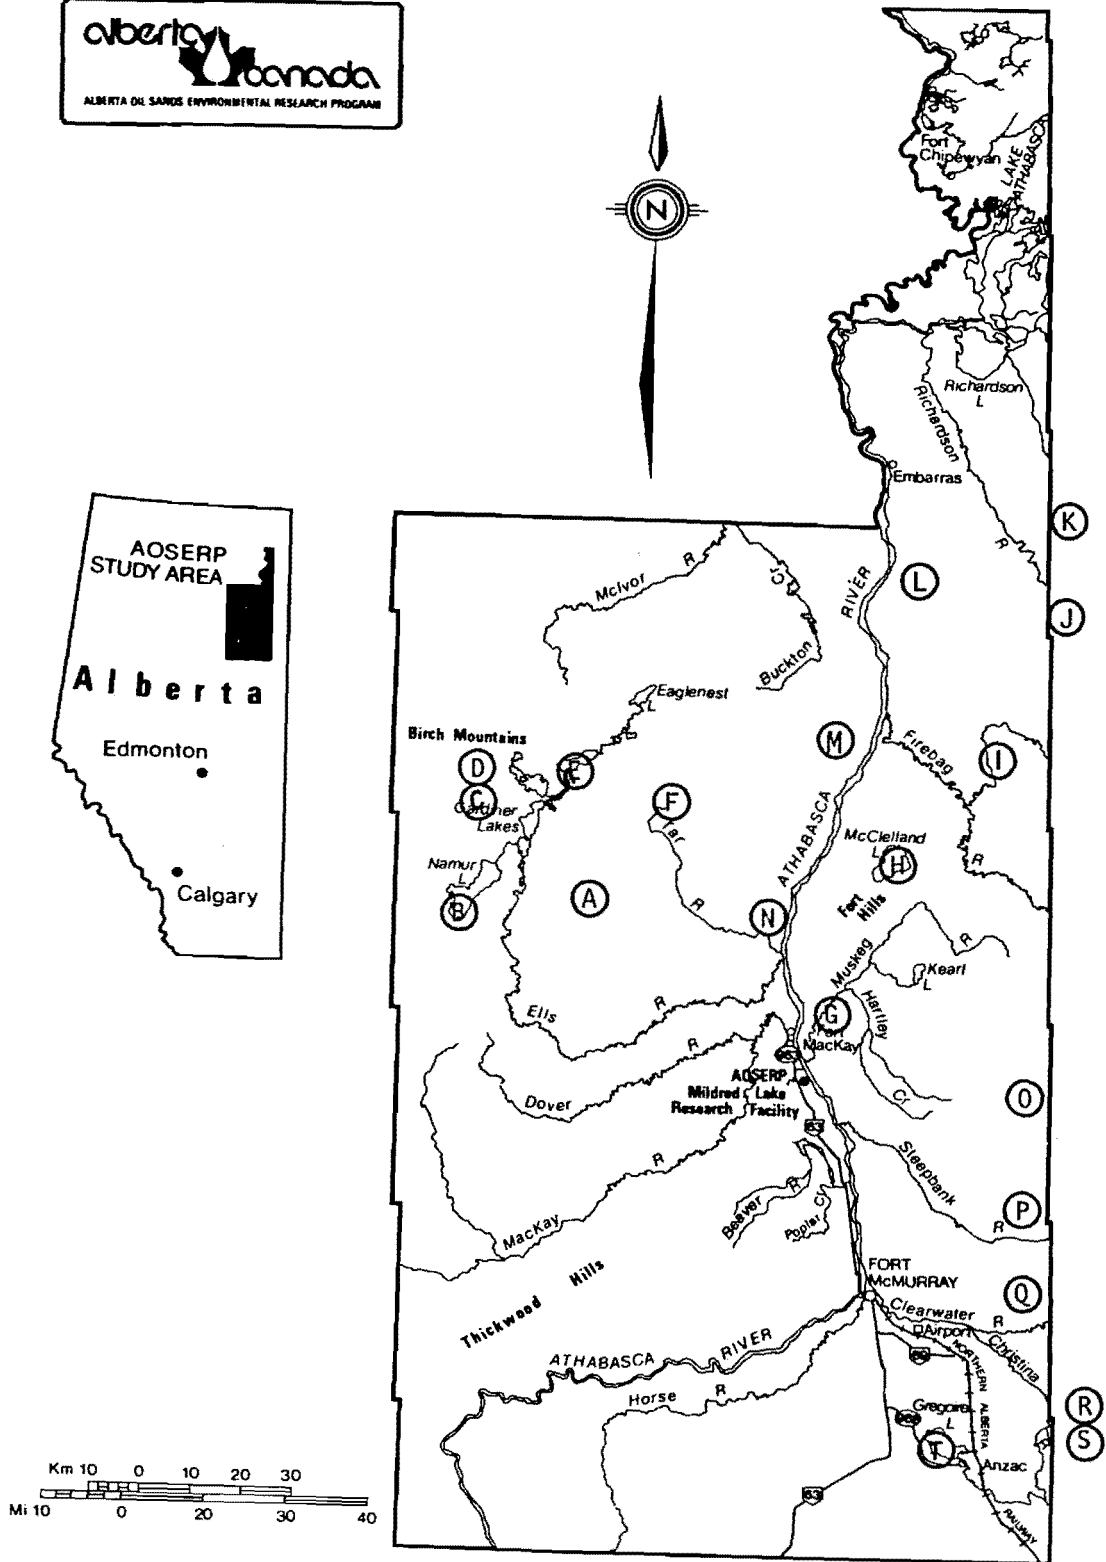 alberta
canada
ALBERTA OIL SANDS ENVIRONMENTAL RESEARCH PROGRAM
N
Fort
Chipewyan
LAKE
ATHABASCA
Richardson
L
Richardson
R
Embarras
K
L
J
RIVER
AOSERP
STUDY AREA
Alberta
Edmonton
Calgary
McIvor R
Cr
Buckton
Eaglenest
L
Birch Mountains
D
C
E
F
M
I
Firebag
R
Gardiner
Lakes
Tar
R
ATHABASCA
McClelland
L
H
Namur
L
B
A
N
Fort
Hills
Muskeg
R
Kearl
L
Hartley
Cr
G
Fort
MacKay
Ells
R
963
AOSERP
Mildred Lake
Research Facility
R
Dover
63
O
Steepbank
R
P
R
MacKay
Beaver R
Poplar Cr
Thickwood Hills
FORT
McMURRAY
Q
Clearwater R
Airport
Christina
69
NORTHERN ALBERTA
RAILWAY
ATHABASCA RIVER
Horse R
Gregoire
L
R
S
T
Anzac
63
Km 10 0 10 20 30
Mi 10 0 20 30 40